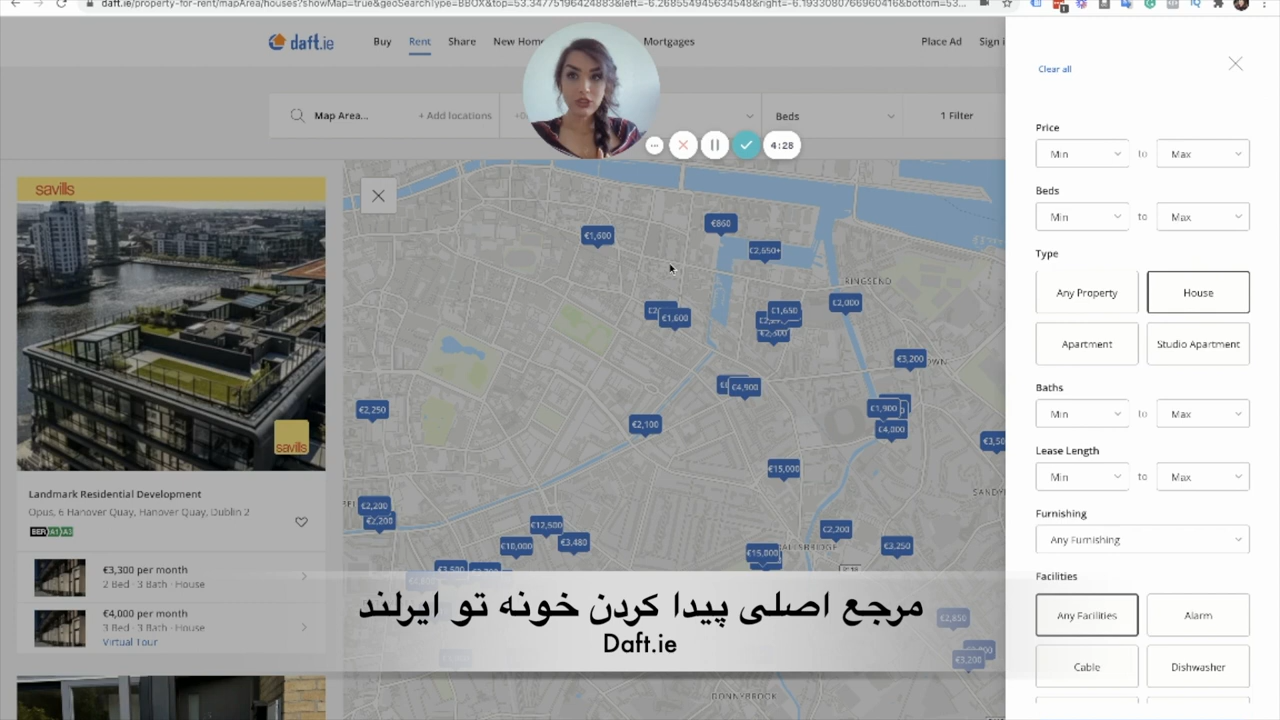 daft.ie/property-for-rent/mapArea/houses?showMap=true&geoSearchType=BBOX&top=53.34775196424883&left=-6.268554945634548&right=-6.1933080766960416&bottom=53...
daft.ie
Buy
Rent
Share
Mortgages
Place Ad
Map Area...
+ Add locations
Beds
1 Filter
4:28
Clear all
Price
Min
to
Max
Beds
Min
to
Max
Type
Any Property
House
Apartment
Studio Apartment
Baths
Min
to
Max
Lease Length
Min
to
Max
Furnishing
Any Furnishing
Facilities
Any Facilities
Alarm
Cable
Dishwasher
savills
savills
Landmark Residential Development
Opus, 6 Hanover Quay, Hanover Quay, Dublin 2
BER A1 A3
€3,300 per month
2 Bed · 3 Bath · House
€4,000 per month
3 Bed · 3 Bath · House
Virtual Tour
€860
€1,600
€2,650+
RINGSEND
€2,000
€1,650
€1,600
€3,200
€4,900
€1,900
€2,250
€2,100
€4,000
€15,000
€2,200
€2,200
€12,500
€2,200
€10,000
€3,480
€3,250
€15,000
€3,500
€2,850
€3,200
DONNYBROOK
مرجع اصلی پیدا کردن خونه تو ایرلند
Daft.ie